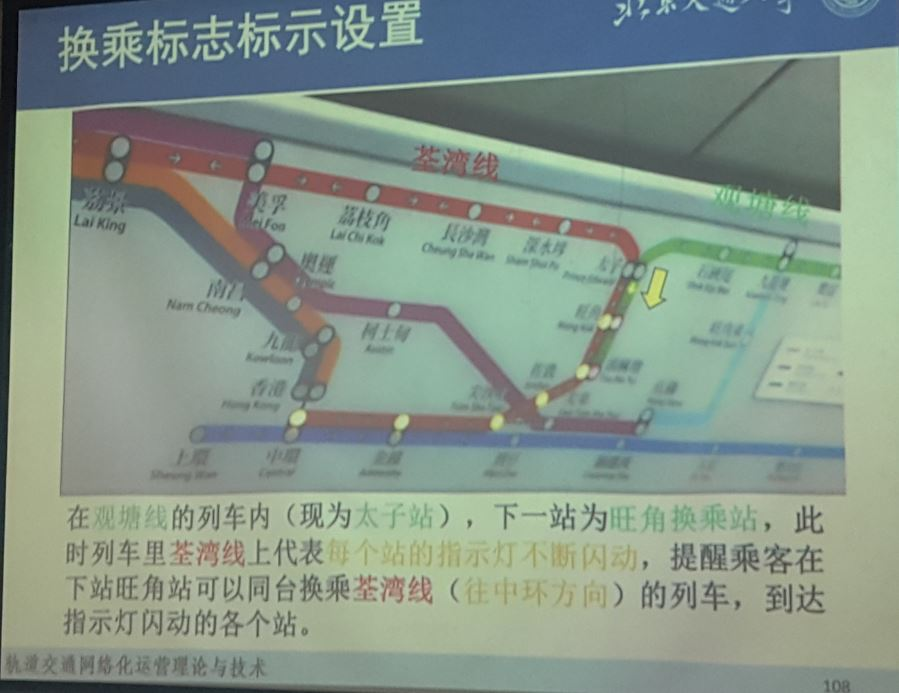 换乘标志标示设置
荃湾线
观塘线
荔景
Lai King
美孚
Mei Foo
荔枝角
Lai Chi Kok
長沙灣
Cheung Sha Wan
深水埗
Sham Shui Po
太子
Prince Edward
奧運
南昌
Nam Cheong
柯士甸
Austin
九龍
Kowloon
香港
Hong Kong
旺角
Mong Kok
上環
Sheung Wan
中環
Central
金鐘
Admiralty
在观塘线的列车内（现为太子站），下一站为旺角换乘站，此
时列车里荃湾线上代表每个站的指示灯不断闪动，提醒乘客在
下站旺角站可以同台换乘荃湾线（往中环方向）的列车，到达
指示灯闪动的各个站。
轨道交通网络化运营理论与技术
108